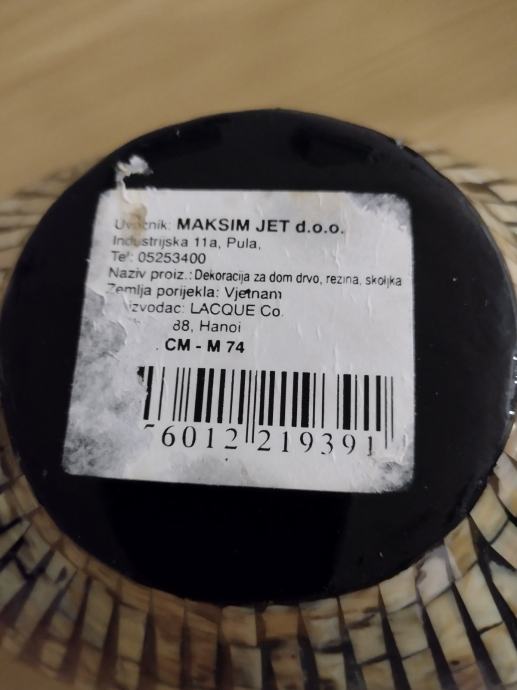 MAKSIM JET d.o.o.
Industrijska 11a, Pula,
Tel: 05253400
Naziv proiz.: Dekoracija za dom drvo, rezina, skoljka
Zemlja porijekla: Vjetnam
LACQUE Co.
88, Hanoi
CM - M 74
76012 219391